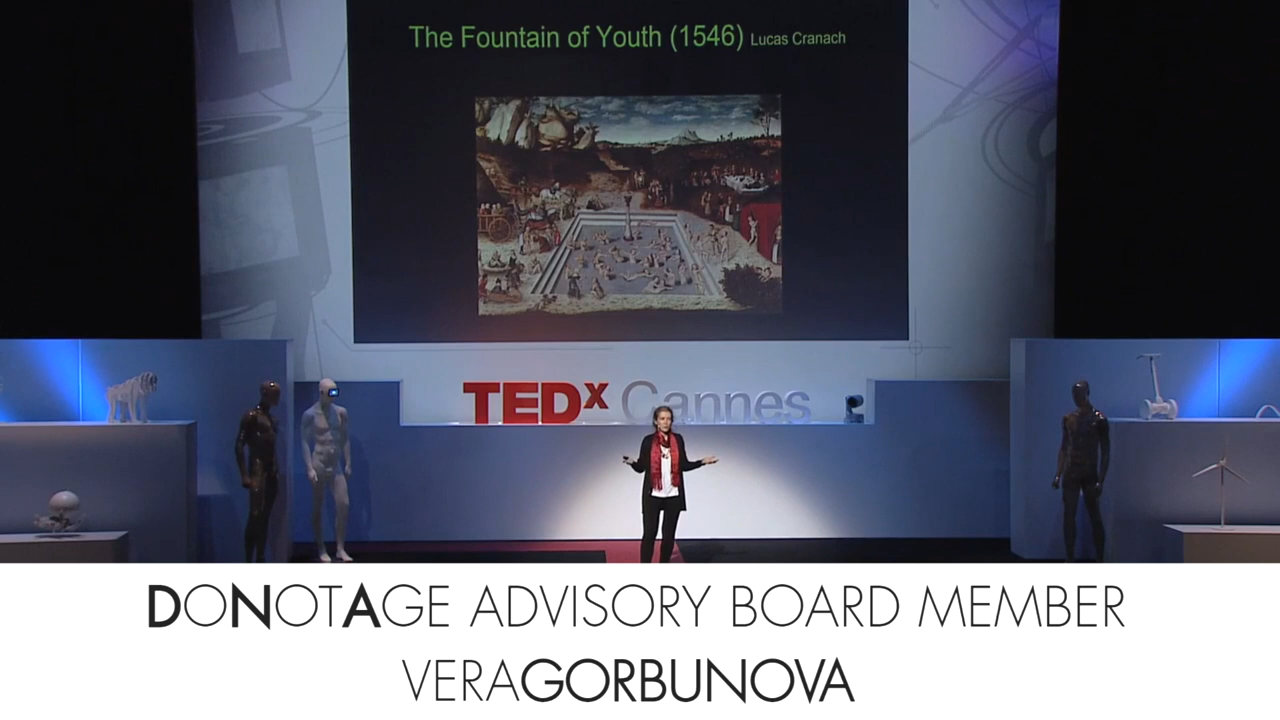 The Fountain of Youth (1546) Lucas Cranach
TEDx Cannes
DONOTAGE ADVISORY BOARD MEMBER
VERAGORBUNOVA